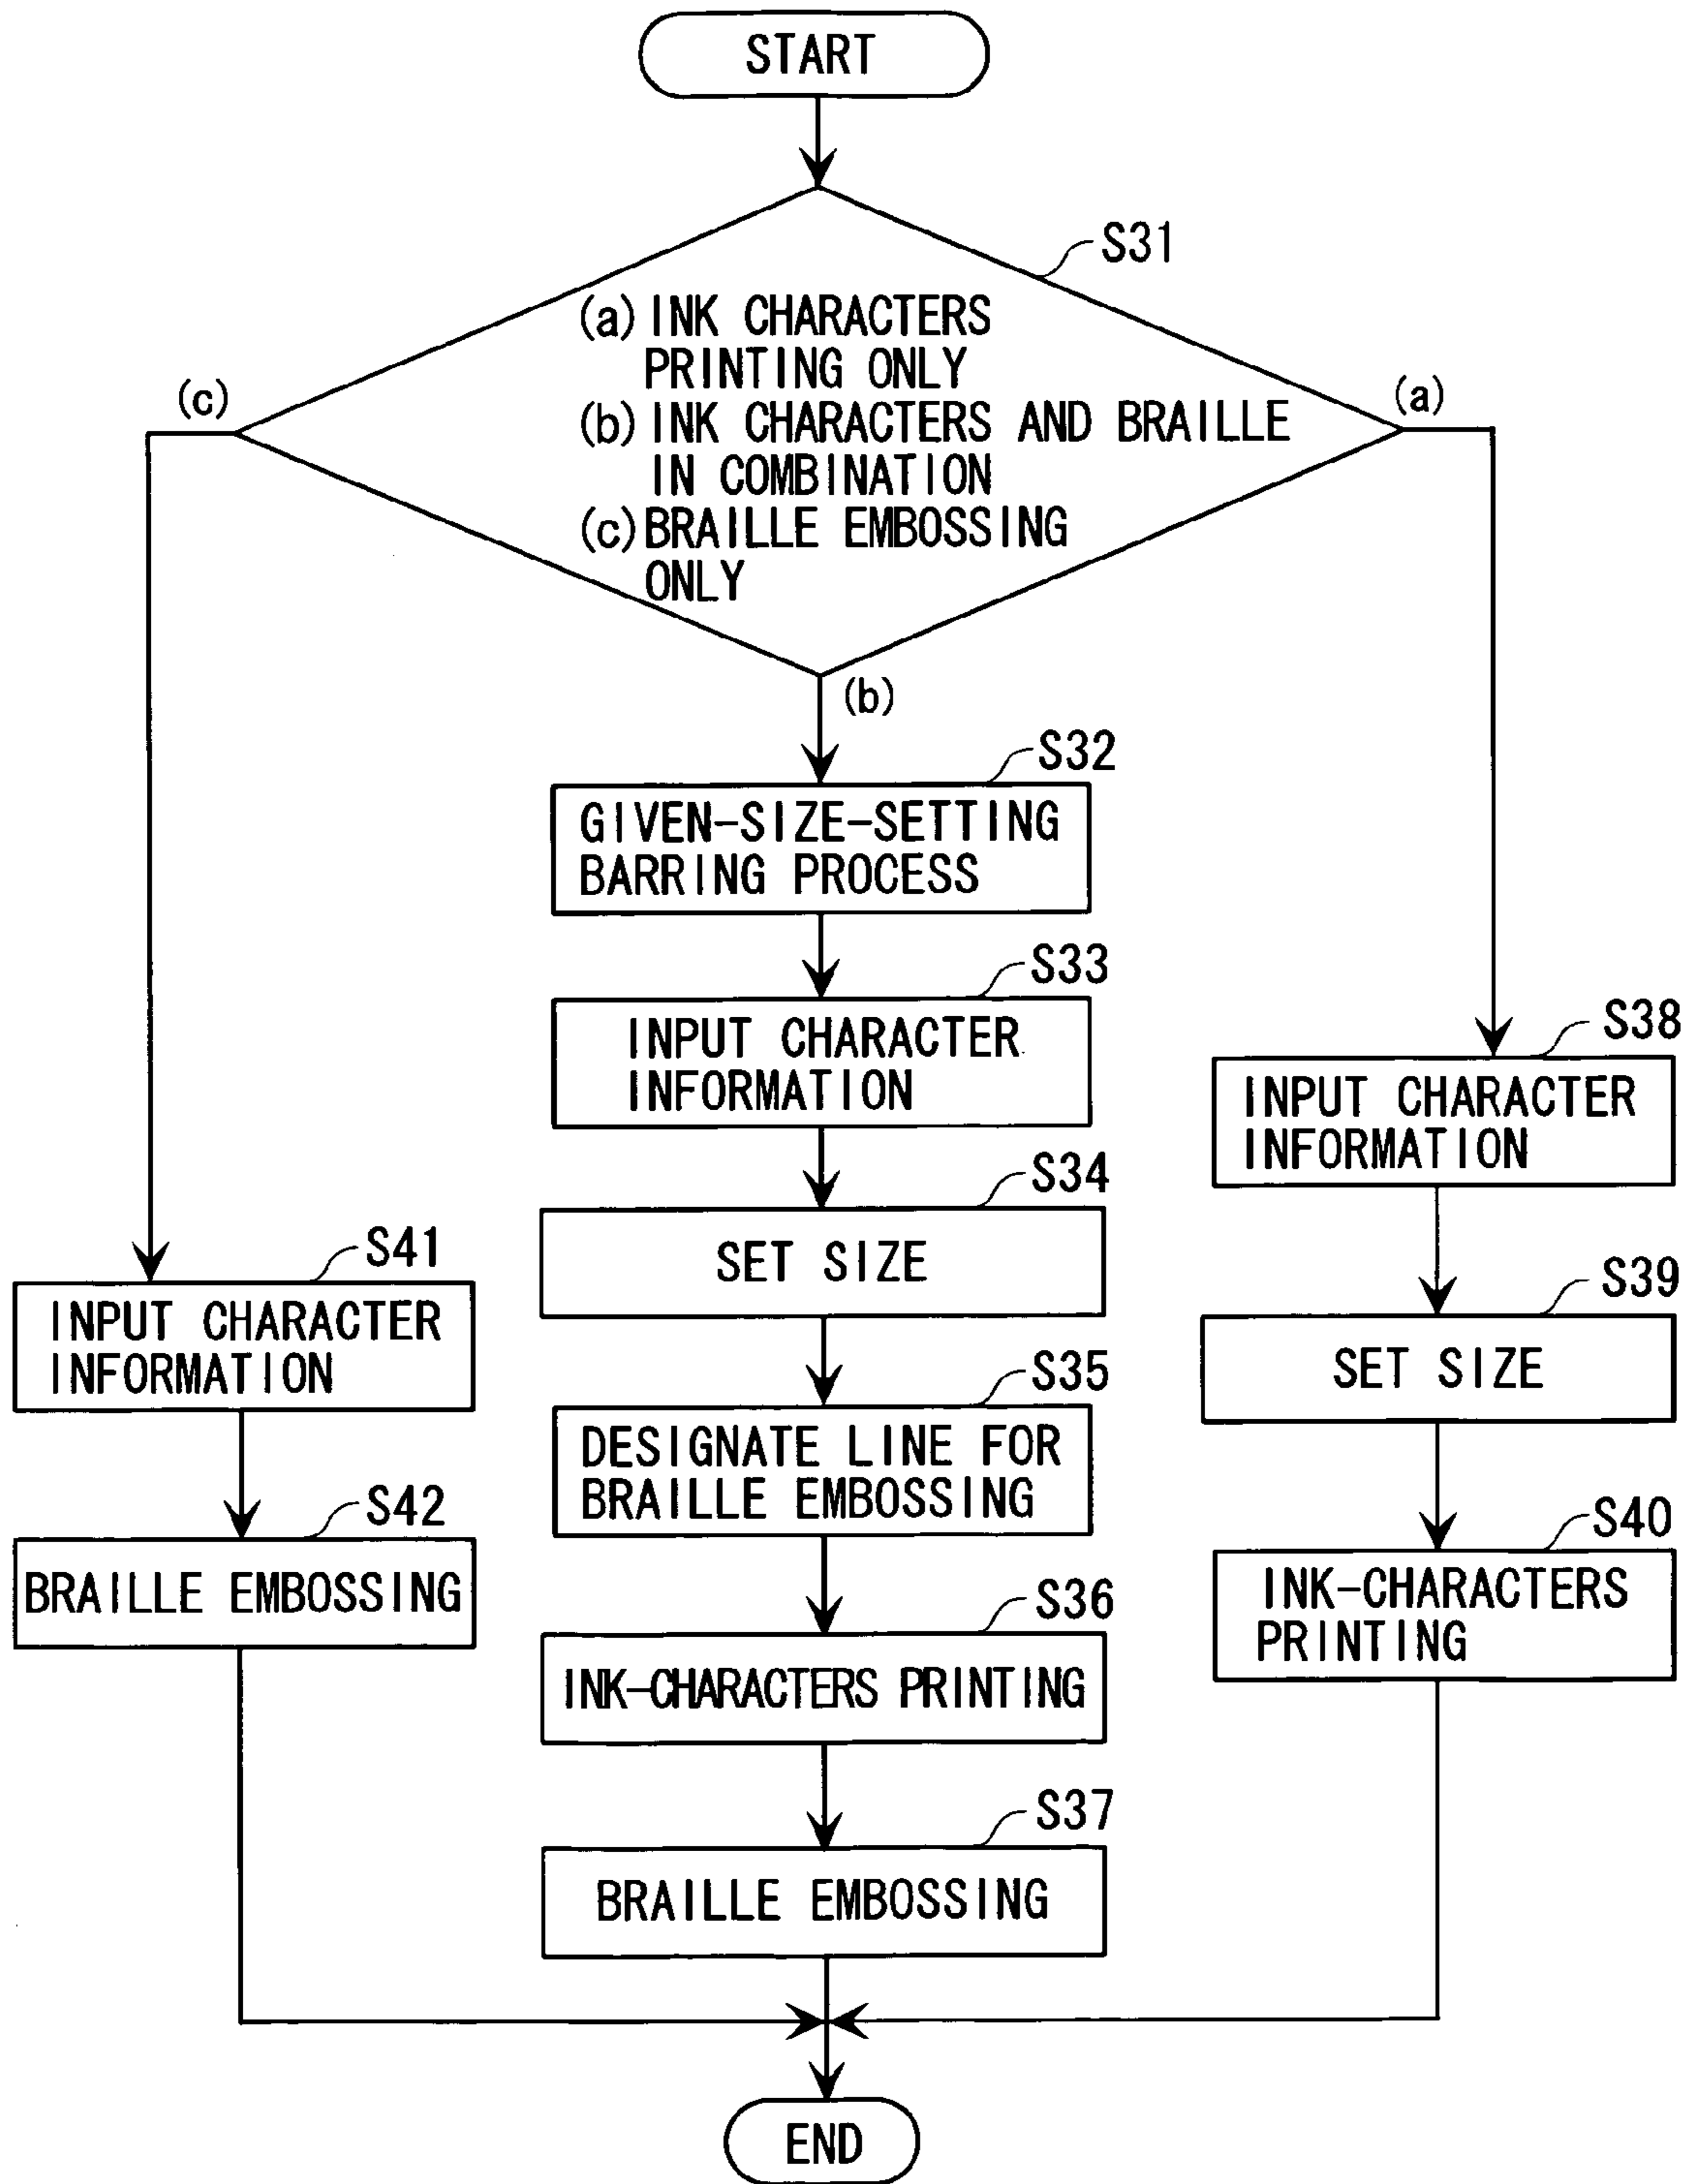 START
S31
(a) INK CHARACTERS
PRINTING ONLY
(b) INK CHARACTERS AND BRAILLE
IN COMBINATION
(c) BRAILLE EMBOSSING
ONLY
(c)
(a)
(b)
S32
GIVEN-SIZE-SETTING
BARRING PROCESS
S33
INPUT CHARACTER
INFORMATION
S34
SET SIZE
S35
DESIGNATE LINE FOR
BRAILLE EMBOSSING
S36
INK-CHARACTERS PRINTING
S37
BRAILLE EMBOSSING
S38
INPUT CHARACTER
INFORMATION
S39
SET SIZE
S40
INK-CHARACTERS
PRINTING
S41
INPUT CHARACTER
INFORMATION
S42
BRAILLE EMBOSSING
END